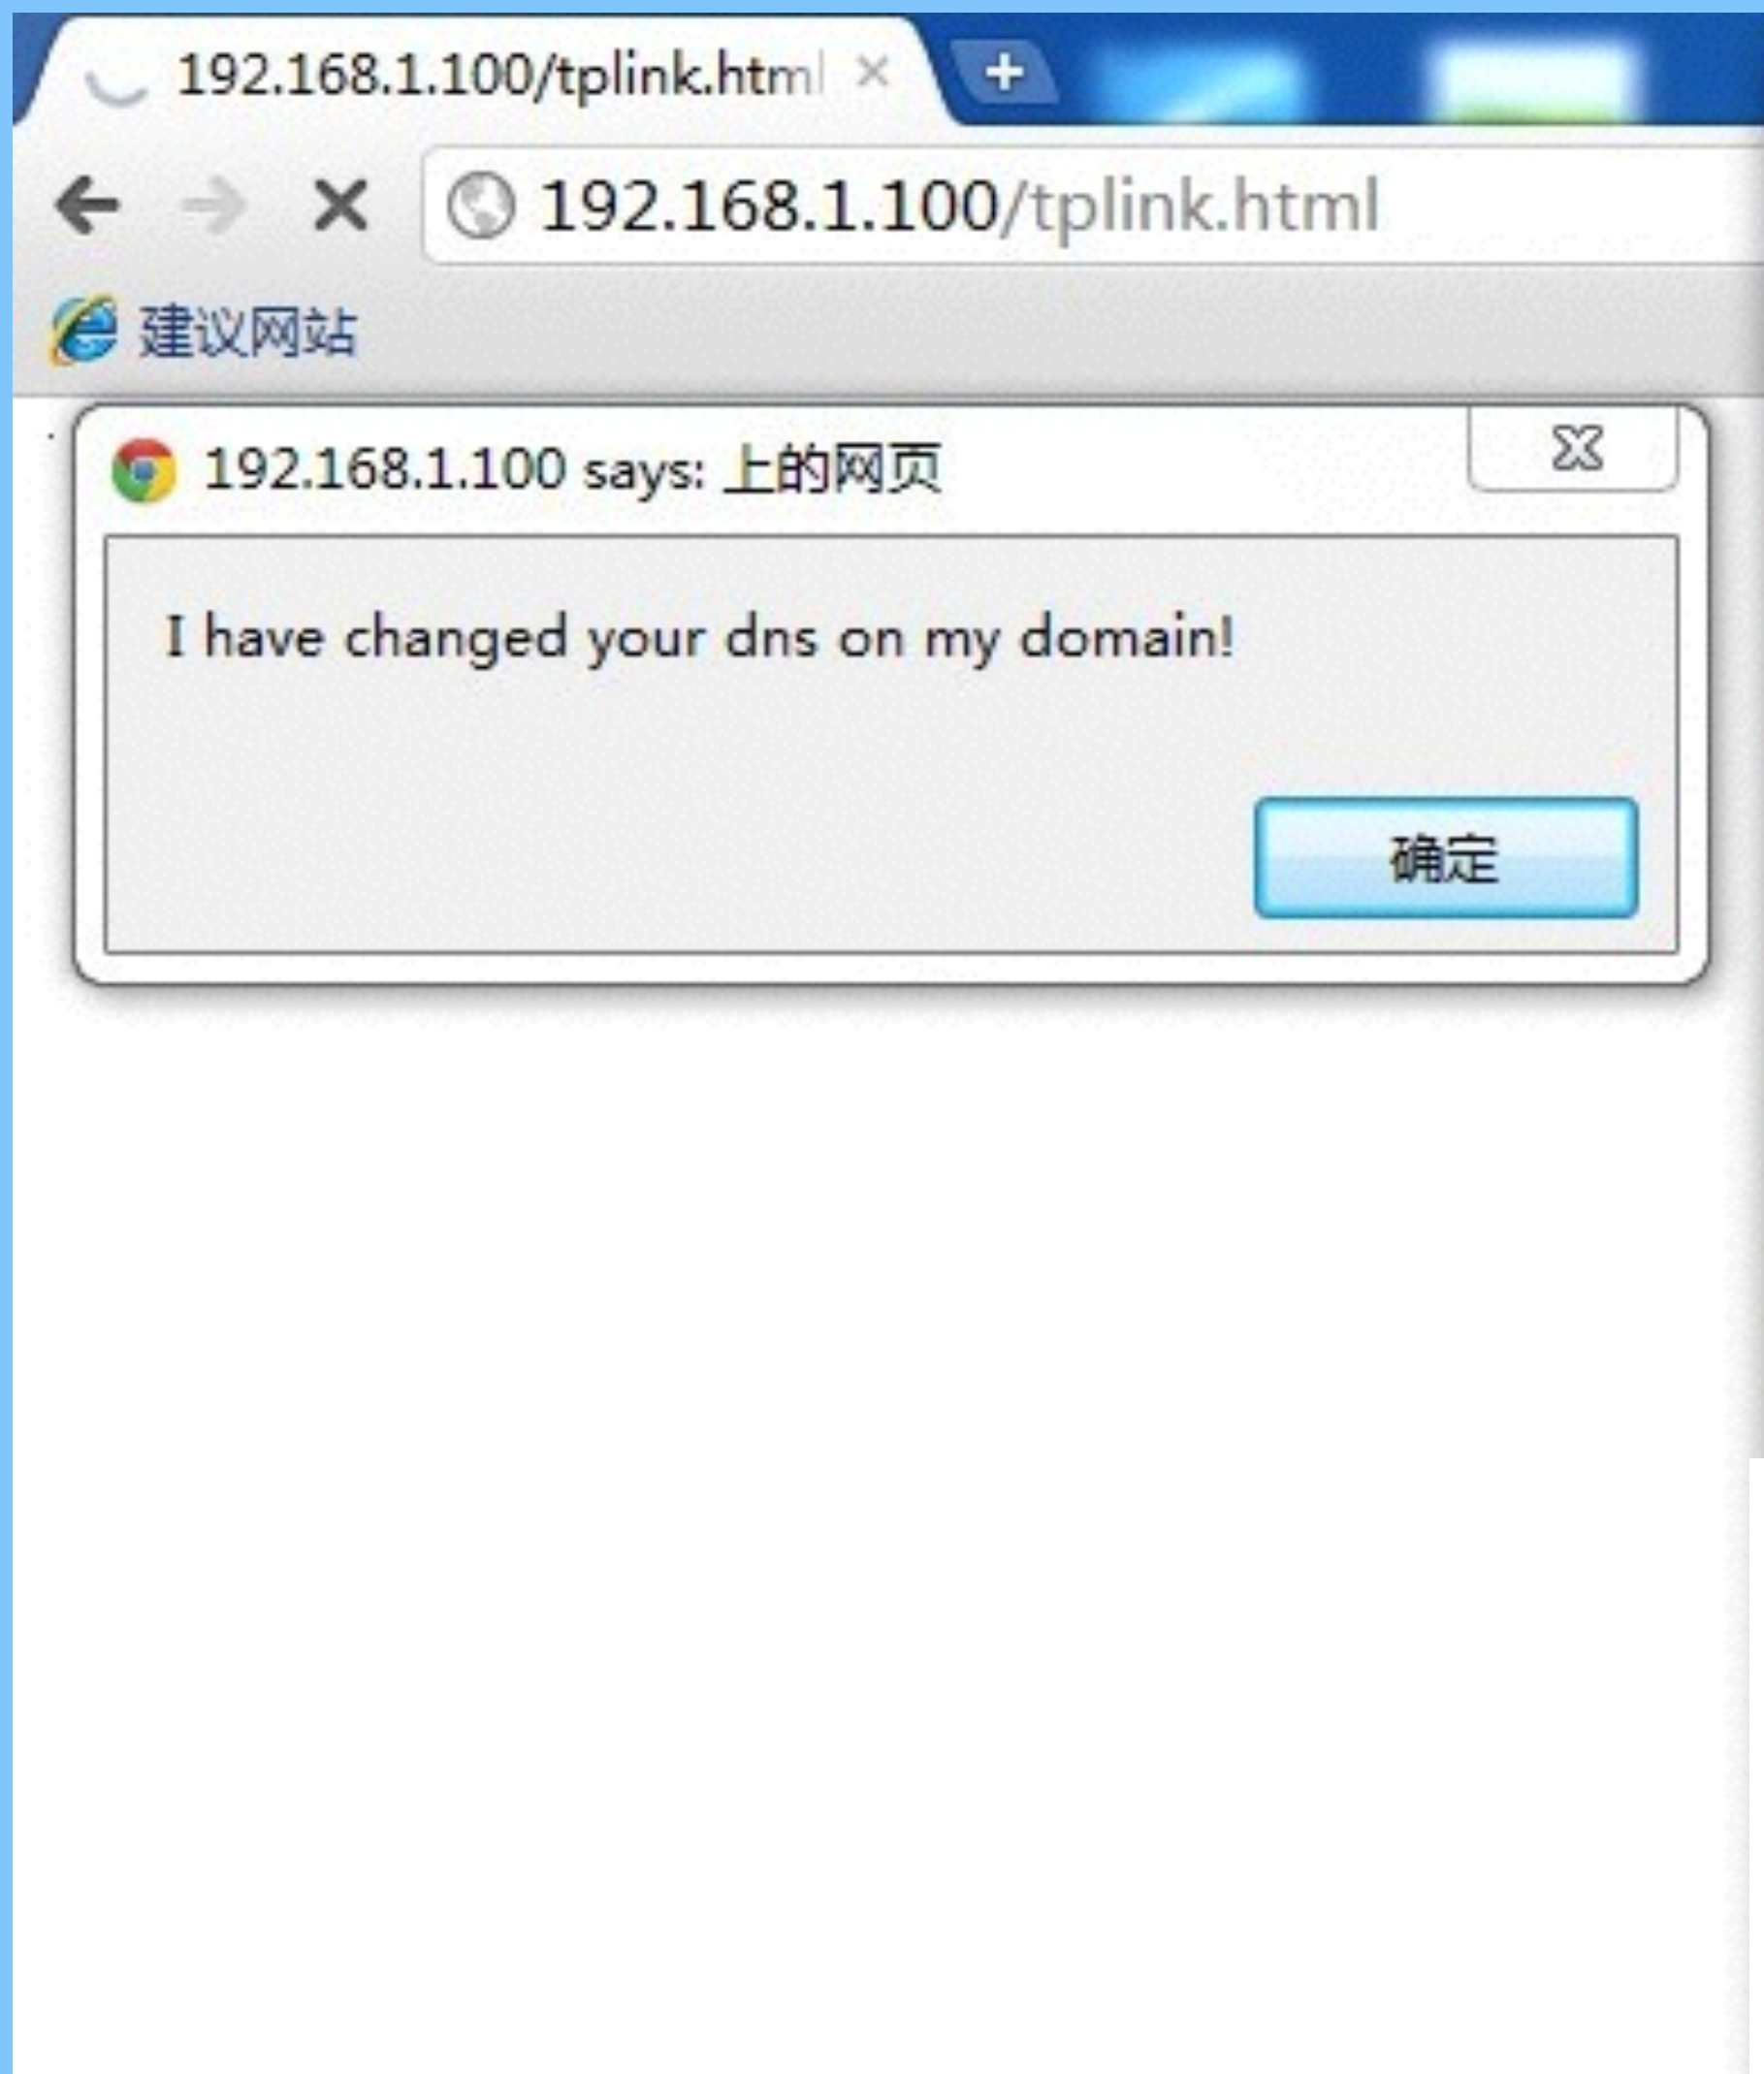 192.168.1.100/tplink.html
192.168.1.100/tplink.html
建议网站
192.168.1.100 says: 上的网页
I have changed your dns on my domain!
确定